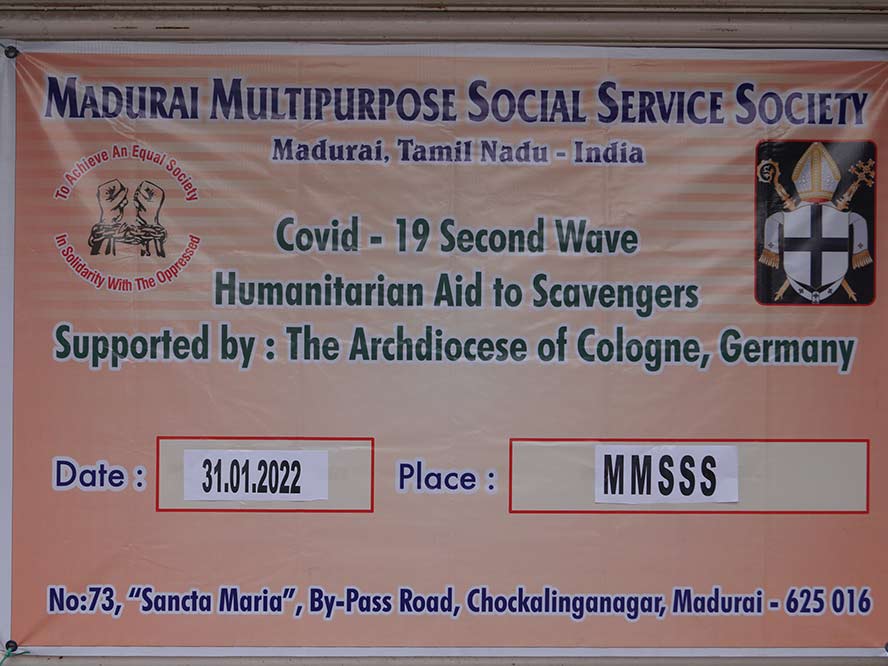 MADURAI MULTIPURPOSE SOCIAL SERVICE SOCIETY
Madurai, Tamil Nadu - India
To Achieve An Equal Society
In Solidarity With The Oppressed
Covid - 19 Second Wave
Humanitarian Aid to Scavengers
Supported by : The Archdiocese of Cologne, Germany
Date : 31.01.2022 Place : MMSSS
No:73, “Sancta Maria”, By-Pass Road, Chockalinganagar, Madurai - 625 016